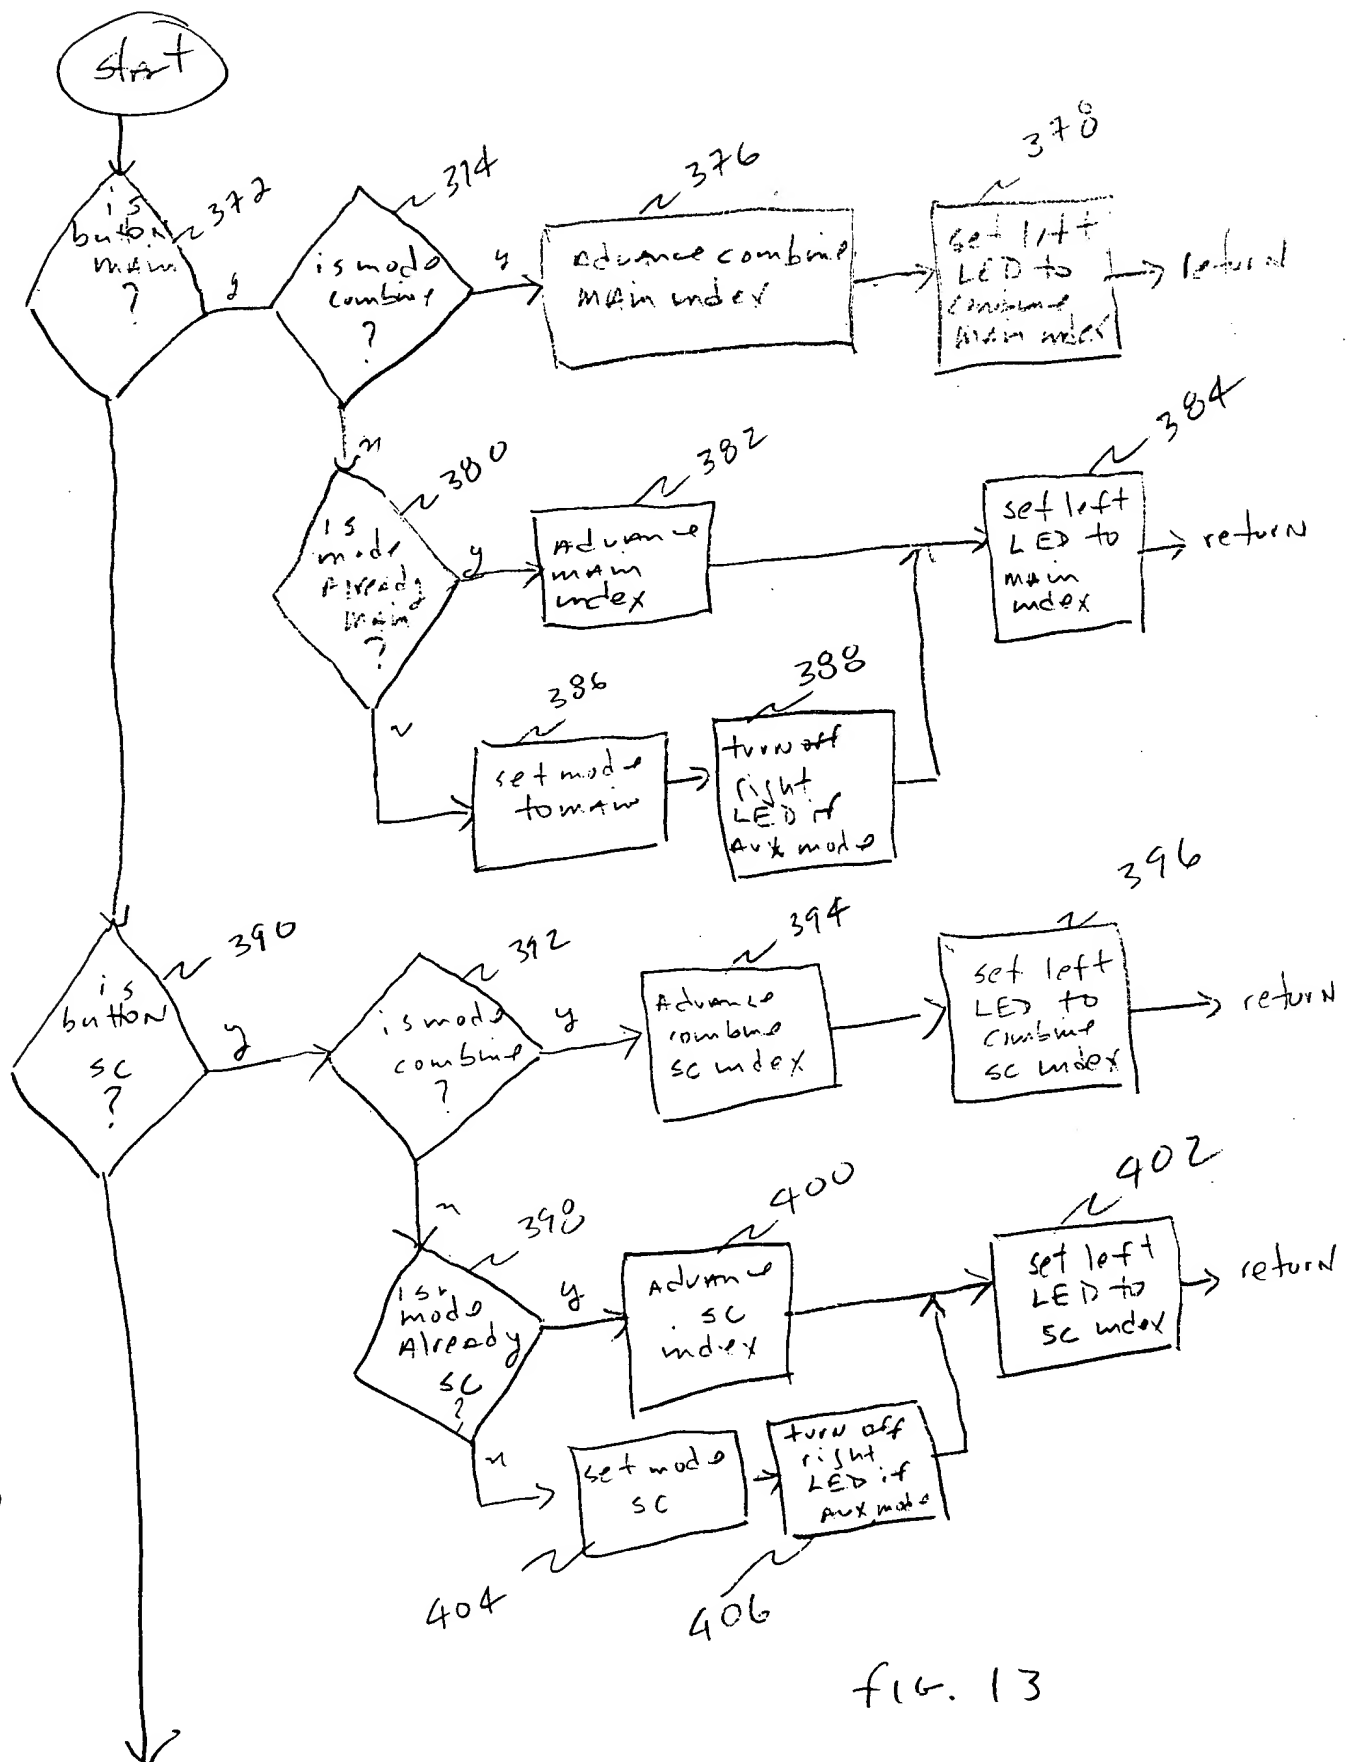 start
is
button
main
?
372
y
374
is mode
combine
?
y
376
Advance combine
main index
378
set left
LED to
combine
main index
return
n
380
is
mode
Already
main
?
y
382
Advance
main
index
384
set left
LED to
main
index
return
n
386
set mode
to main
388
turn off
right
LED if
Aux mode
390
is
button
sc
?
y
392
is mode
combine
?
y
394
Advance
combine
sc index
396
set left
LED to
combine
sc index
return
n
398
is
mode
Already
sc
?
y
400
Advance
sc
index
402
set left
LED to
sc index
return
n
set mode
sc
404
turn off
right
LED if
Aux mode
406
fig. 13